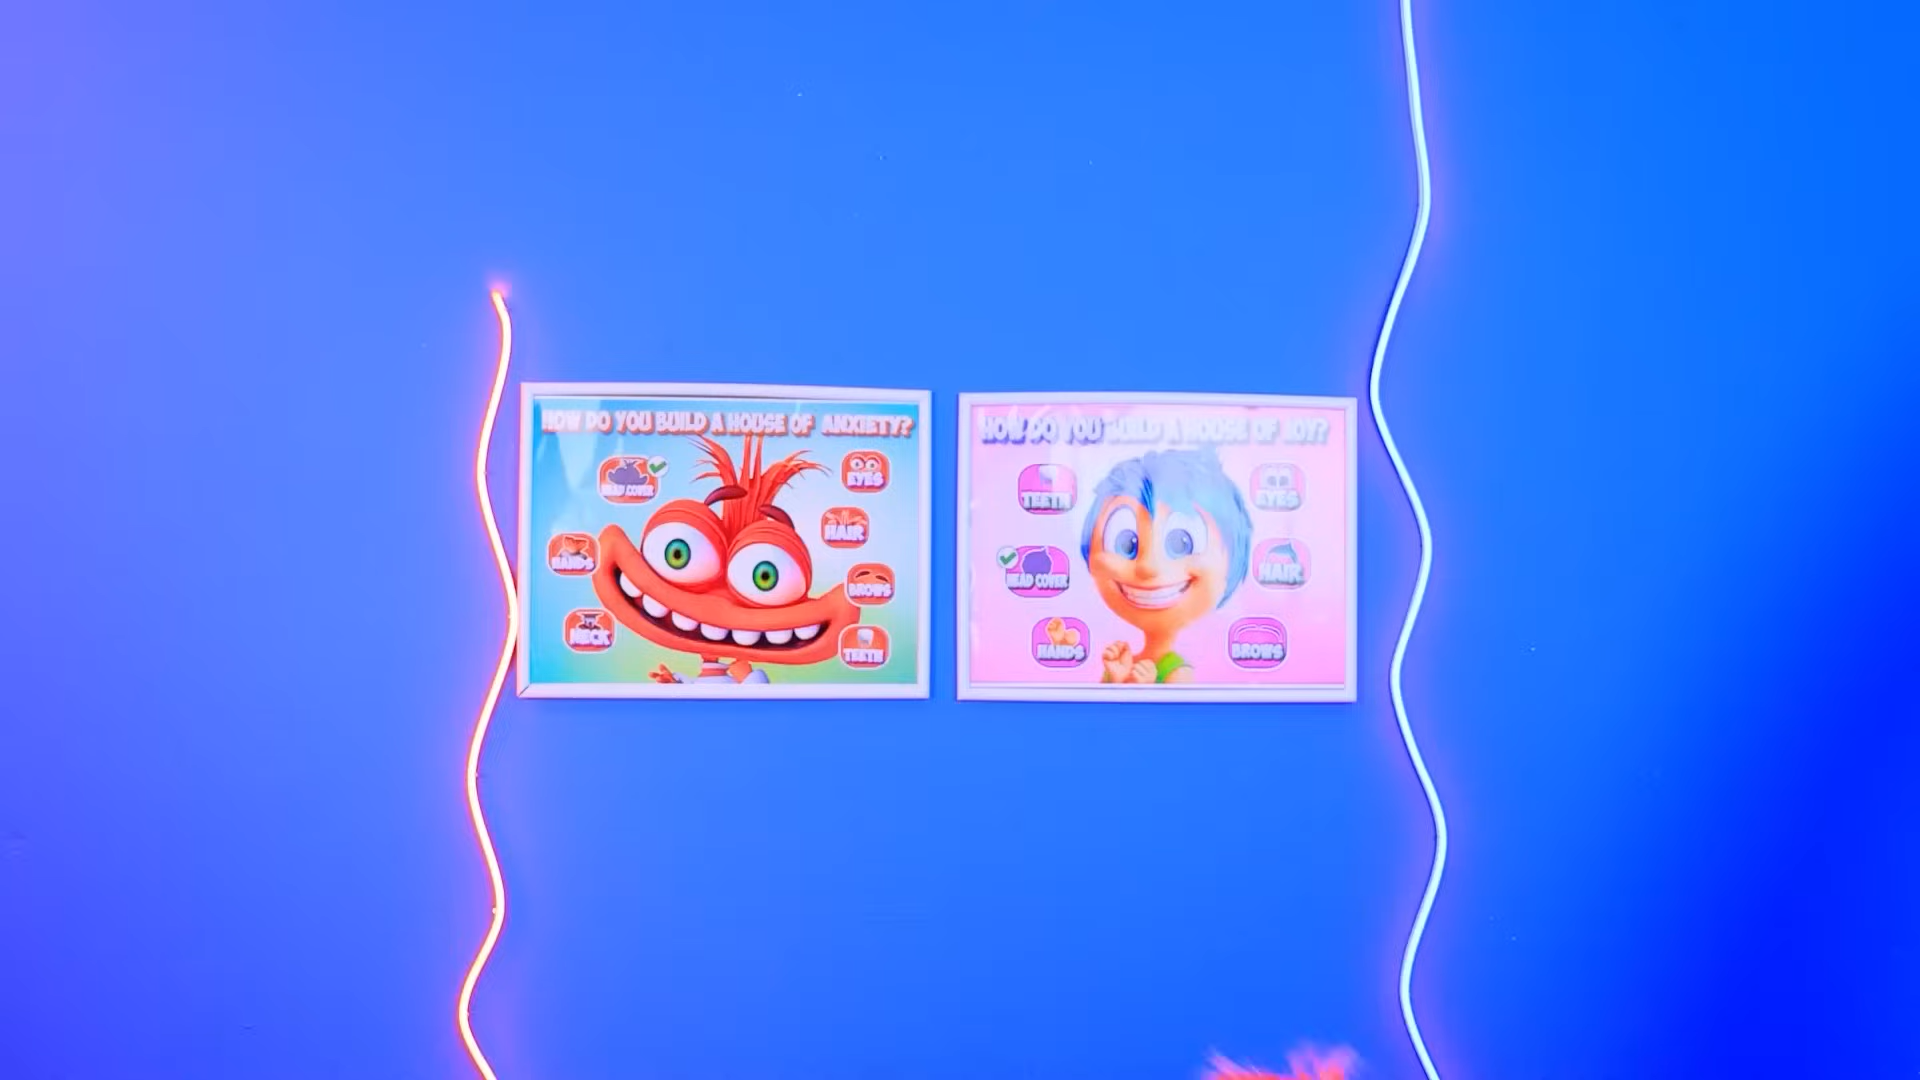 HOW DO YOU BUILD A HOUSE OF ANXIETY?
HEAD COVER
EYES
HAIR
HANDS
BROWS
NECK
TEETH
HOW DO YOU BUILD A HOUSE OF JOY?
TEETH
EYES
HEAD COVER
HAIR
HANDS
BROWS